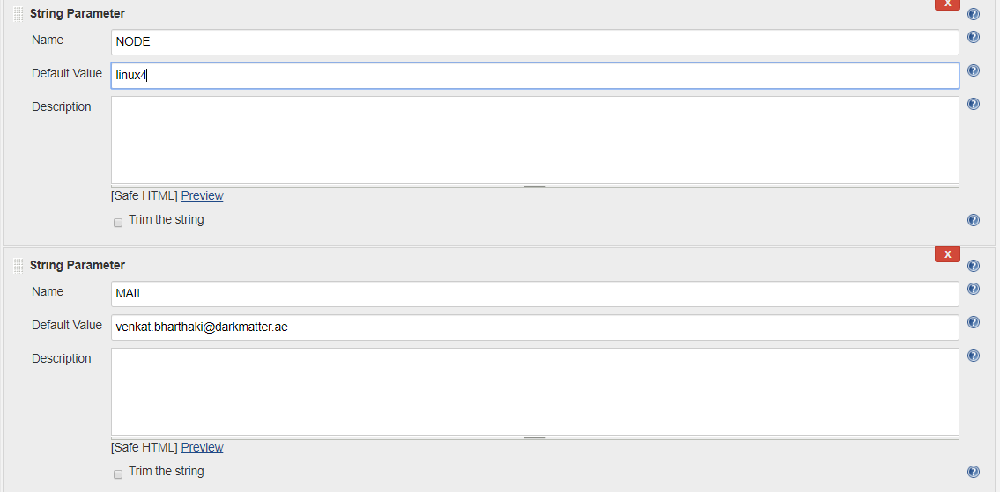 String Parameter
X
?
Name NODE ?
Default Value linux4 ?
Description ?
[Safe HTML] Preview
Trim the string ?
X
String Parameter ?
Name MAIL ?
Default Value venkat.bharthaki@darkmatter.ae ?
Description ?
[Safe HTML] Preview
Trim the string ?